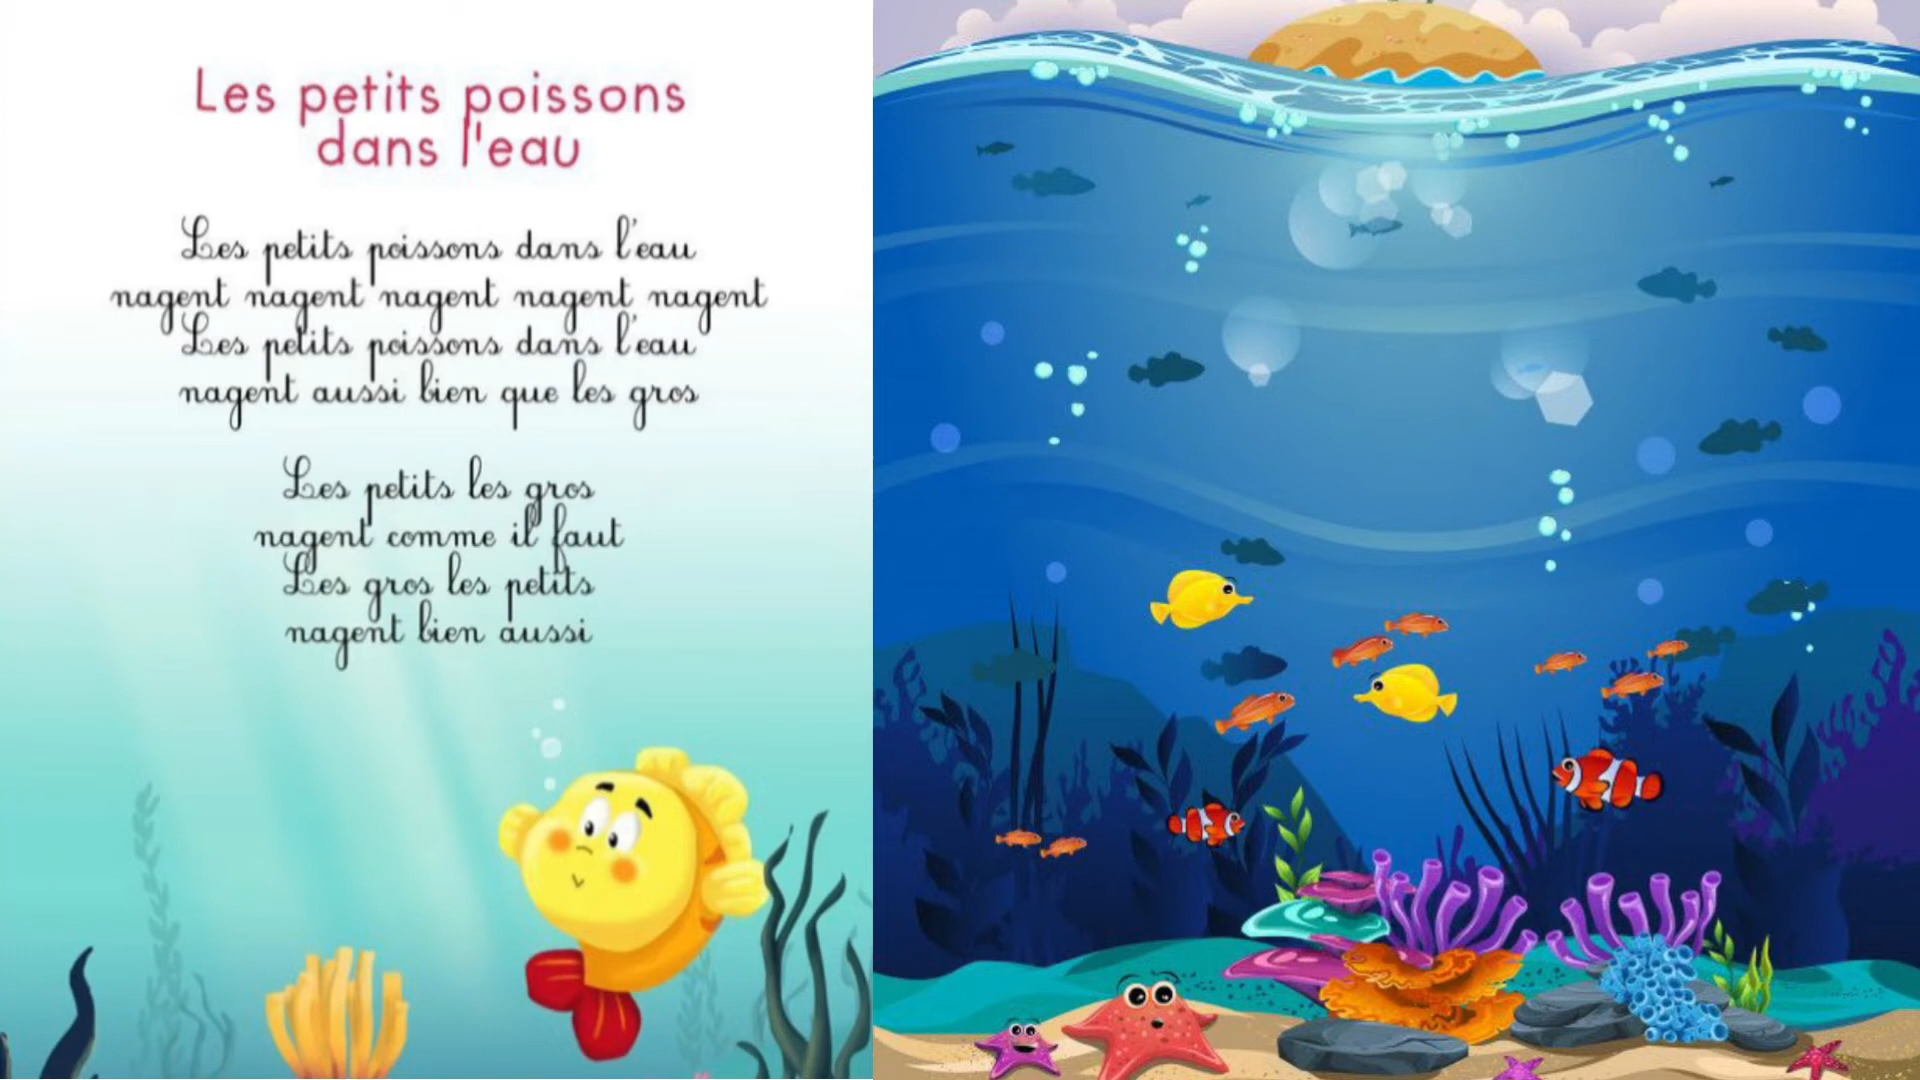 Les petits poissons
dans l'eau
Les petits poissons dans l'eau
nagent nagent nagent nagent nagent
Les petits poissons dans l'eau
nagent aussi bien que les gros
Les petits les gros
nagent comme il faut
Les gros les petits
nagent bien aussi